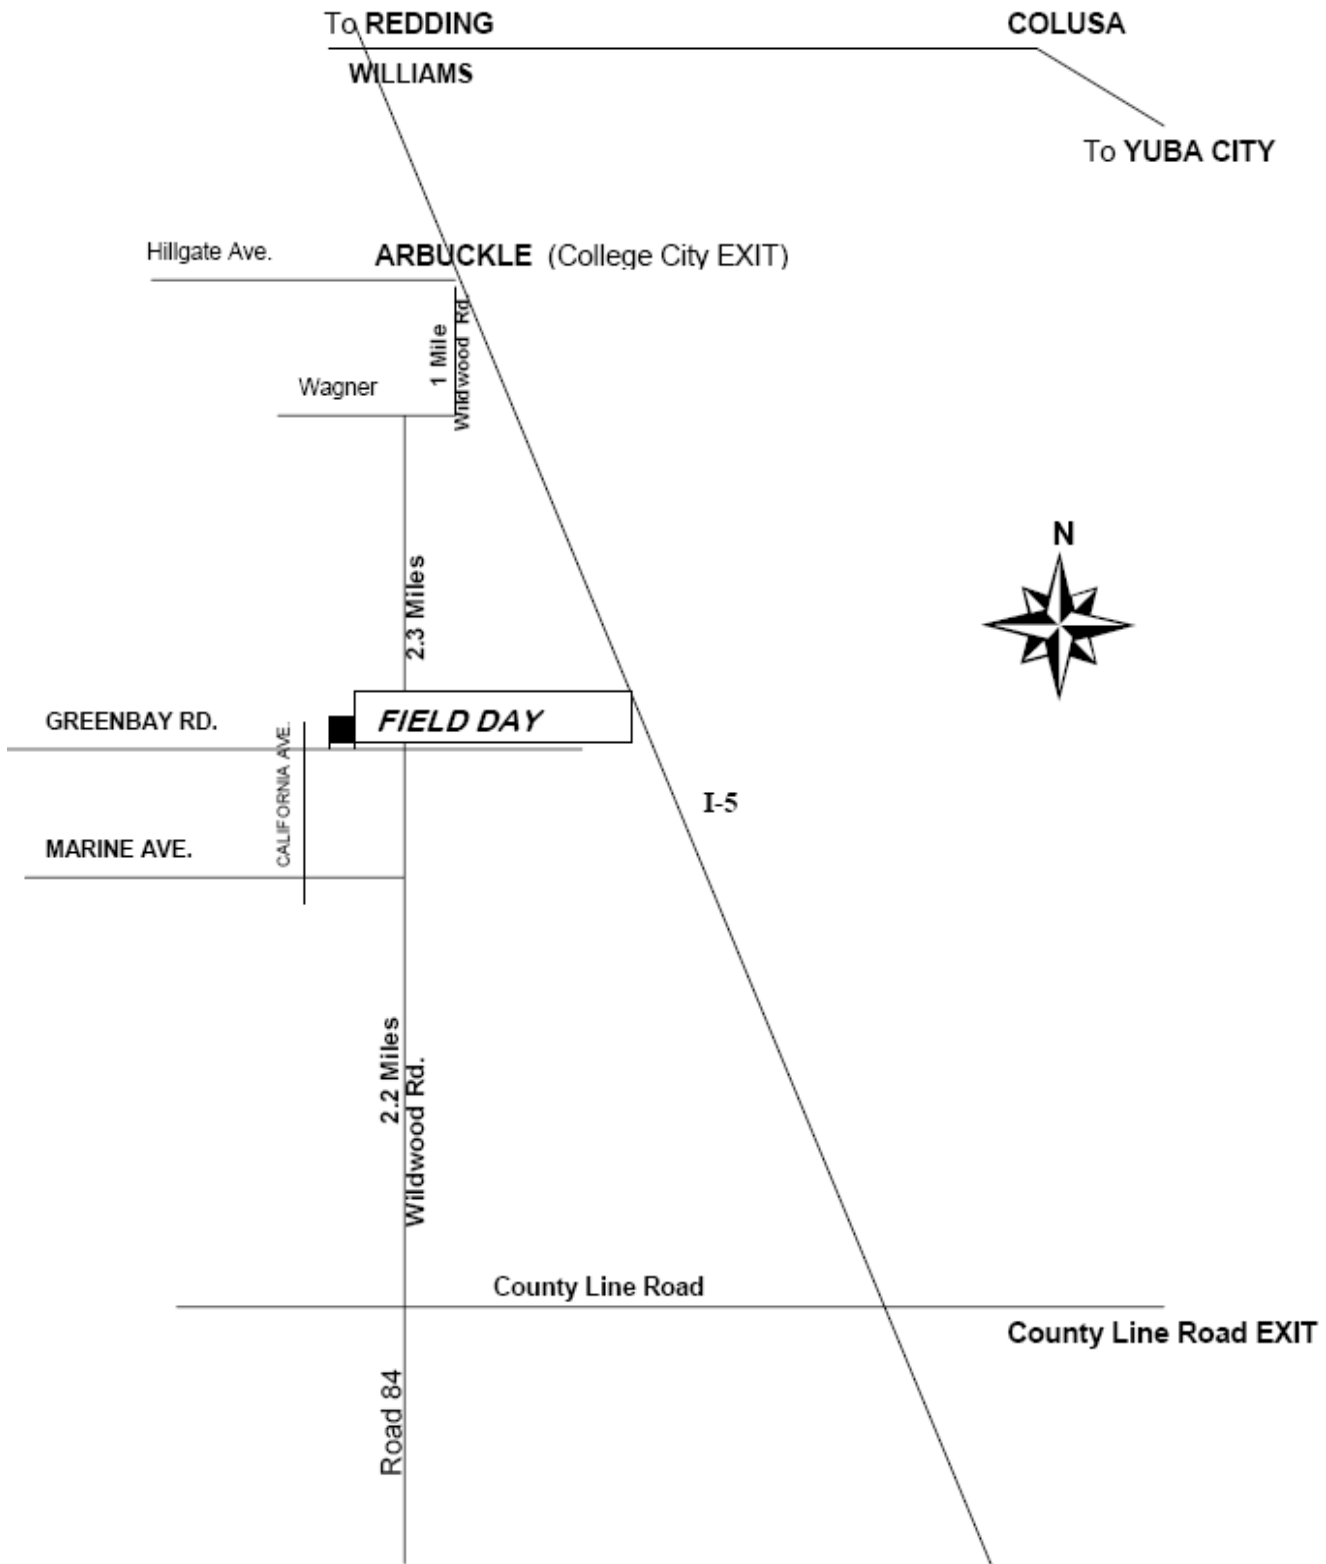 To REDDING
COLUSA
WILLIAMS
To YUBA CITY
Hillgate Ave.
ARBUCKLE (College City EXIT)
1 Mile
Wildwood Rd.
Wagner
N
2.3 Miles
GREENBAY RD.
FIELD DAY
CALIFORNIA AVE.
I-5
MARINE AVE.
2.2 Miles
Wildwood Rd.
County Line Road
County Line Road EXIT
Road 84